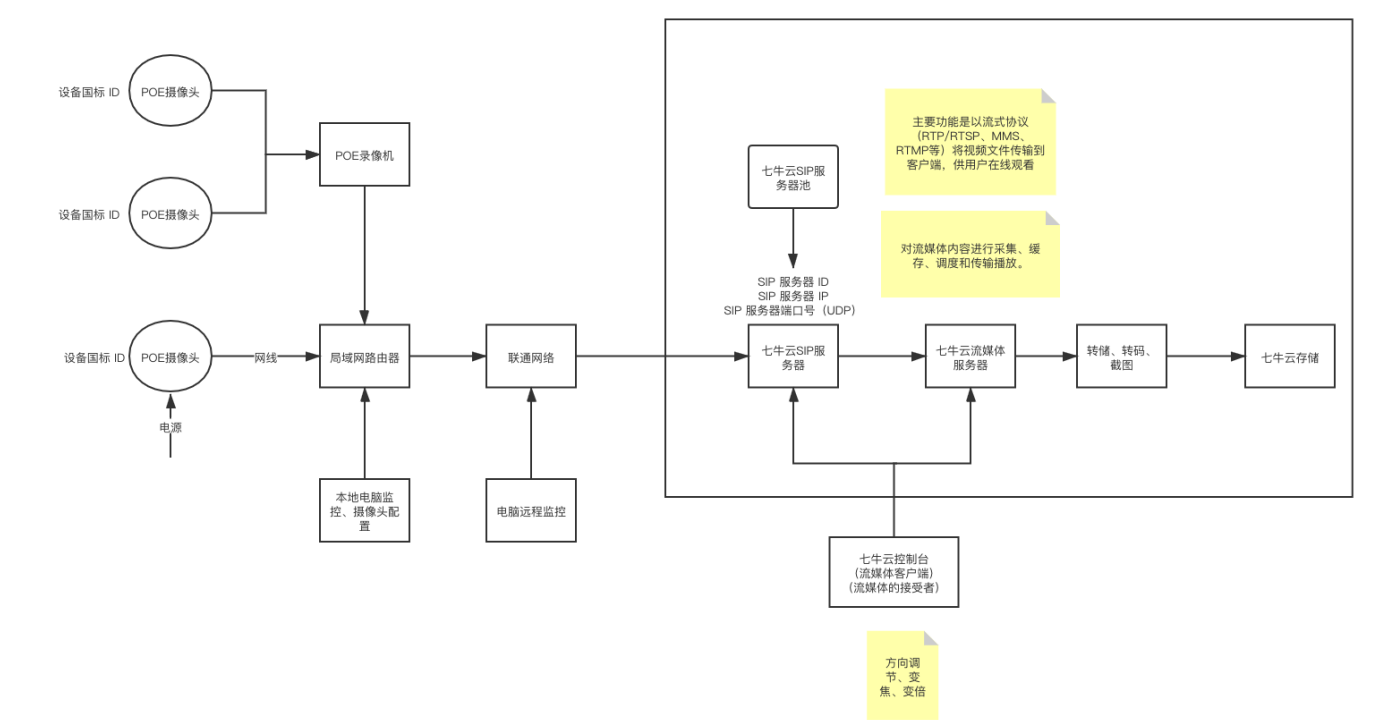 设备国标 ID
POE摄像头
POE录像机
设备国标 ID
POE摄像头
主要功能是以流式协议
（RTP/RTSP、MMS、
RTMP等）将视频文件传输到
客户端，供用户在线观看
七牛云SIP服
务器池
对流媒体内容进行采集、缓
存、调度和传输播放。
SIP 服务器 ID
SIP 服务器 IP
SIP 服务器端口号（UDP）
设备国标 ID
POE摄像头
网线
局域网路由器
联通网络
七牛云SIP服
务器
七牛云流媒体
服务器
转储、转码、
截图
七牛云存储
电源
本地电脑监
控、摄像头配
置
电脑远程监控
七牛云控制台
（流媒体客户端）
（流媒体的接受者）
方向调
节、变
焦、变倍